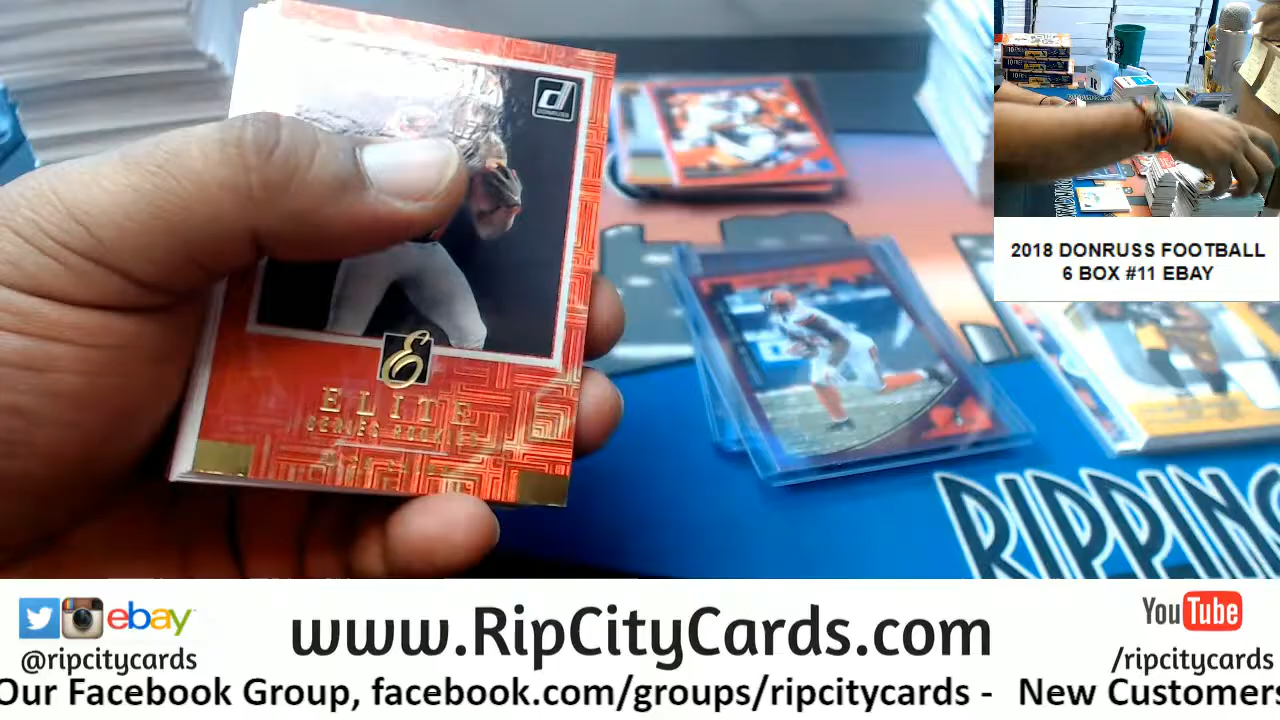 d
DONRUSS
E
ELITE
SERIES ROOKIES
2018 DONRUSS FOOTBALL
6 BOX #11 EBAY
RIPPING
ebay
@ripcitycards
www.RipCityCards.com
YouTube
/ripcitycards
Our Facebook Group, facebook.com/groups/ripcitycards - New Customers